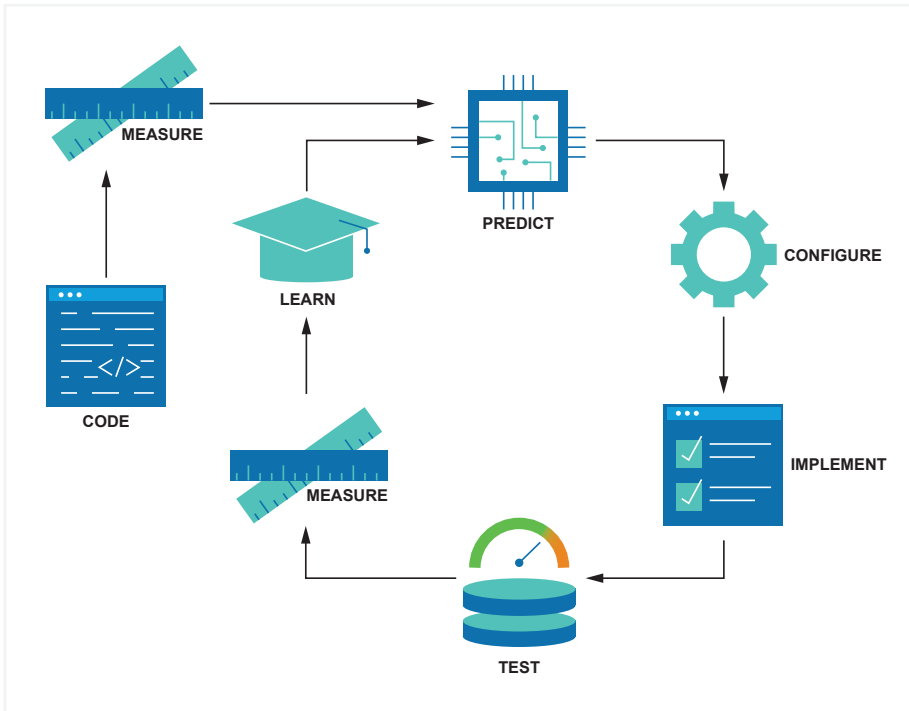 MEASURE
PREDICT
CONFIGURE
LEARN
</>
CODE
IMPLEMENT
MEASURE
TEST